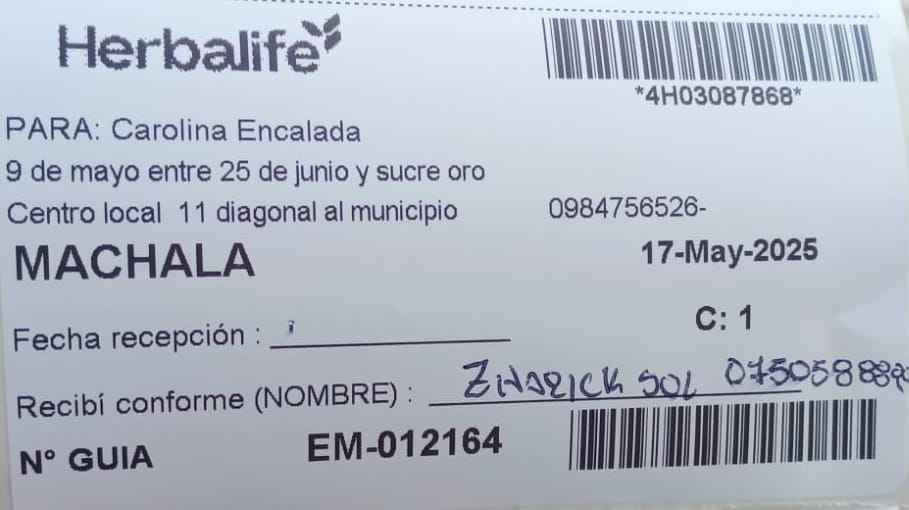 Herbalife
*4H03087868*
PARA: Carolina Encalada
9 de mayo entre 25 de junio y sucre oro
Centro local 11 diagonal al municipio 0984756526-
MACHALA 17-May-2025
C: 1
Fecha recepción :
Recibí conforme (NOMBRE) : SOL
N° GUIA EM-012164